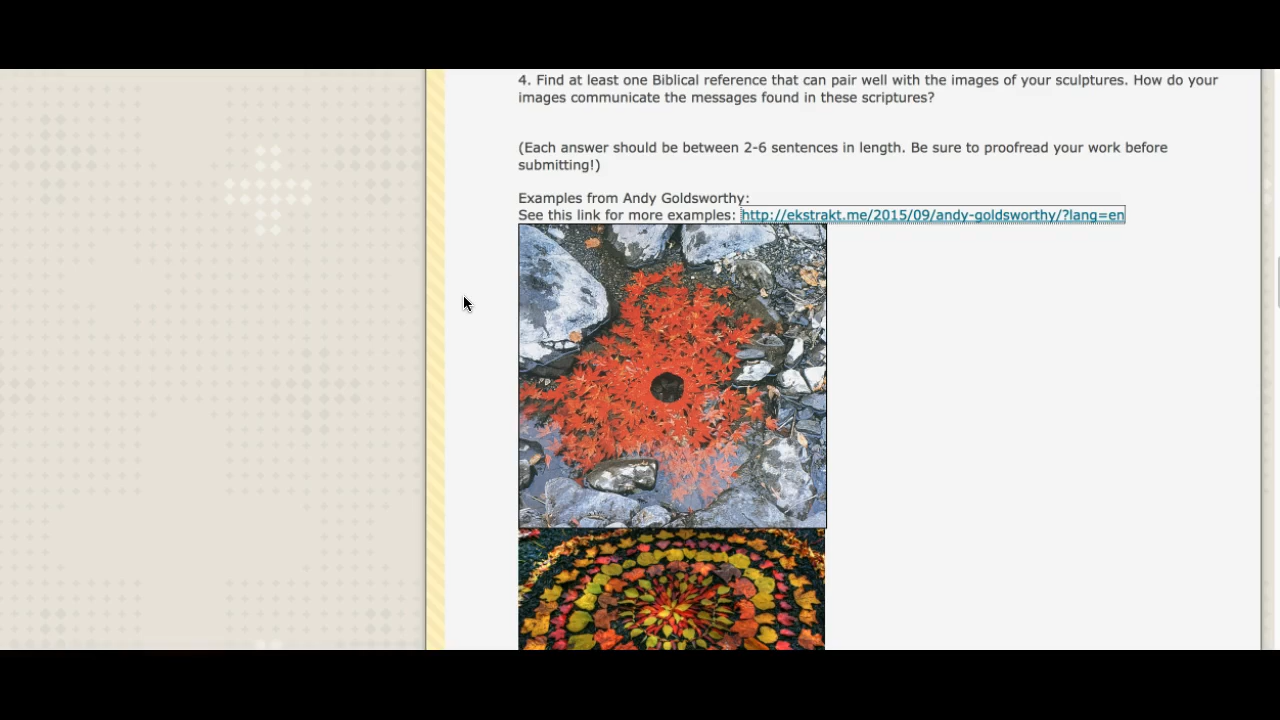 4. Find at least one Biblical reference that can pair well with the images of your sculptures. How do your
images communicate the messages found in these scriptures?
(Each answer should be between 2-6 sentences in length. Be sure to proofread your work before
submitting!)
Examples from Andy Goldsworthy:
See this link for more examples: http://ekstrakt.me/2015/09/andy-goldsworthy/?lang=en